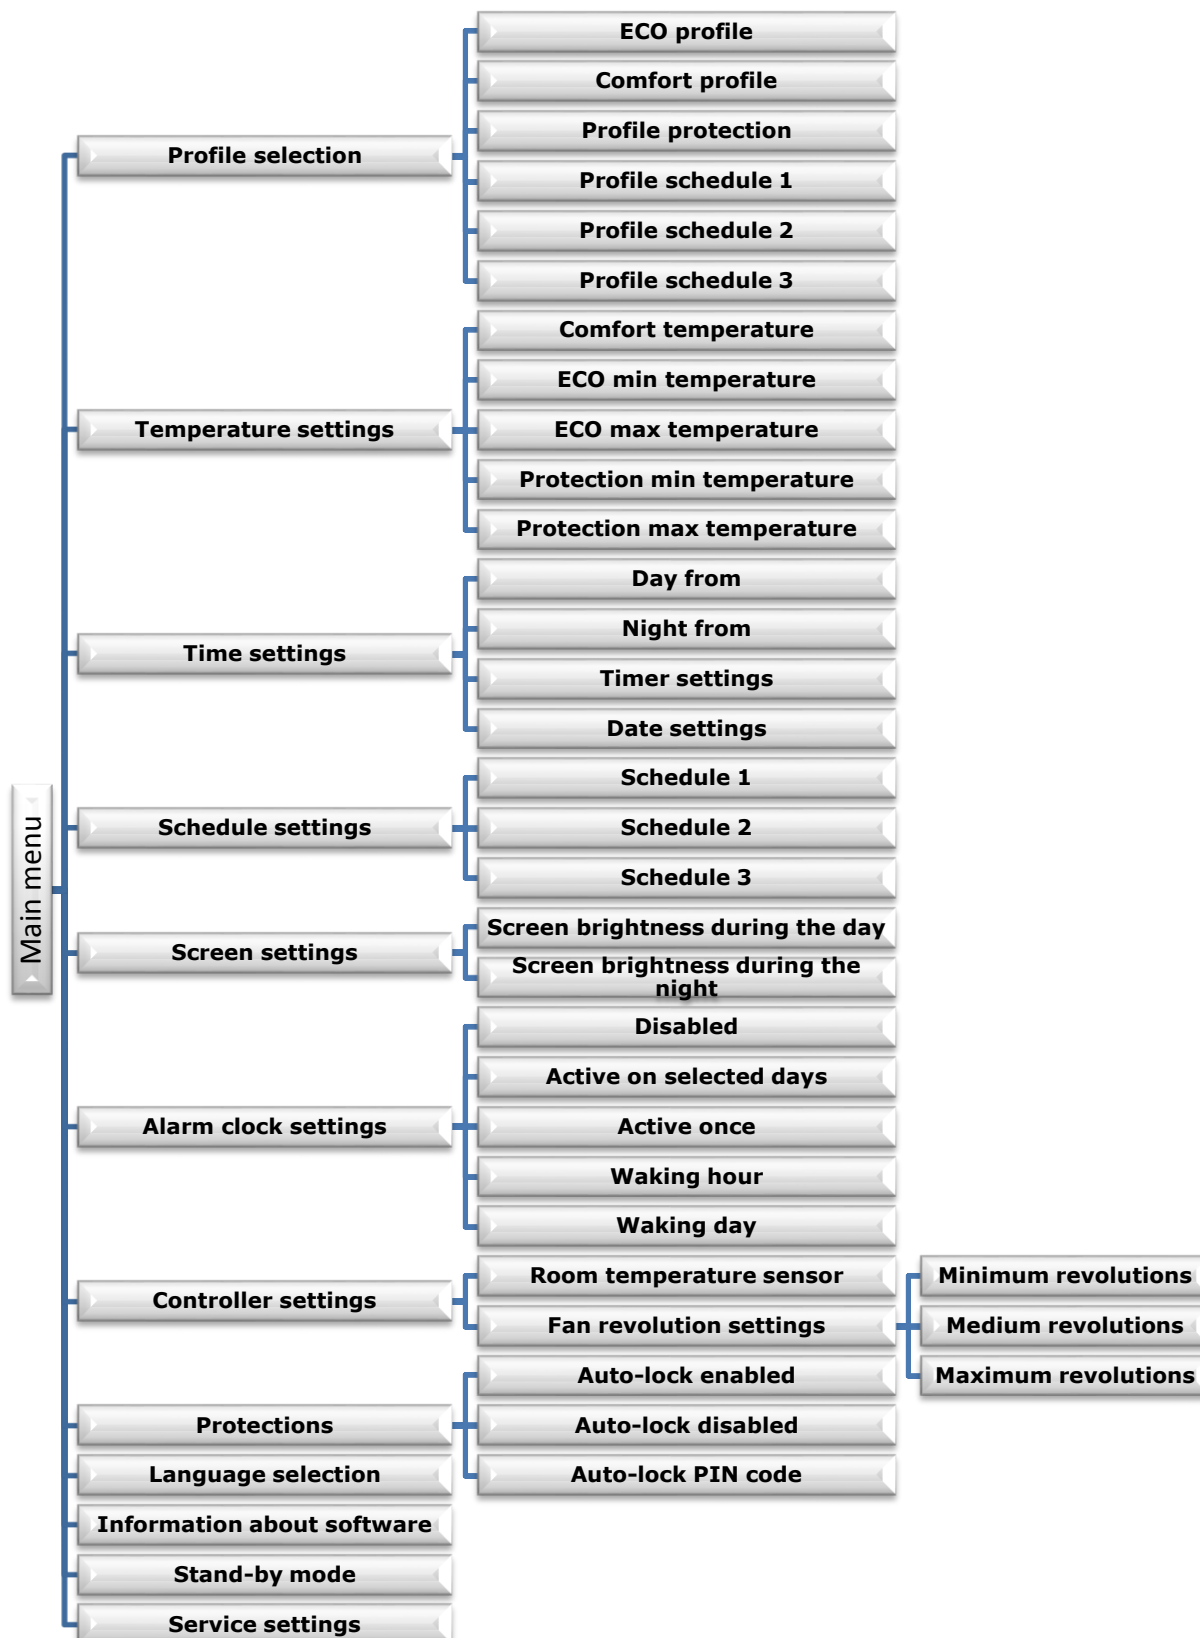 Main menu
Profile selection
ECO profile
Comfort profile
Profile protection
Profile schedule 1
Profile schedule 2
Profile schedule 3
Temperature settings
Comfort temperature
ECO min temperature
ECO max temperature
Protection min temperature
Protection max temperature
Time settings
Day from
Night from
Timer settings
Date settings
Schedule settings
Schedule 1
Schedule 2
Schedule 3
Screen settings
Screen brightness during the day
Screen brightness during the
night
Alarm clock settings
Disabled
Active on selected days
Active once
Waking hour
Waking day
Controller settings
Room temperature sensor
Fan revolution settings
Minimum revolutions
Medium revolutions
Maximum revolutions
Protections
Auto-lock enabled
Auto-lock disabled
Auto-lock PIN code
Language selection
Information about software
Stand-by mode
Service settings